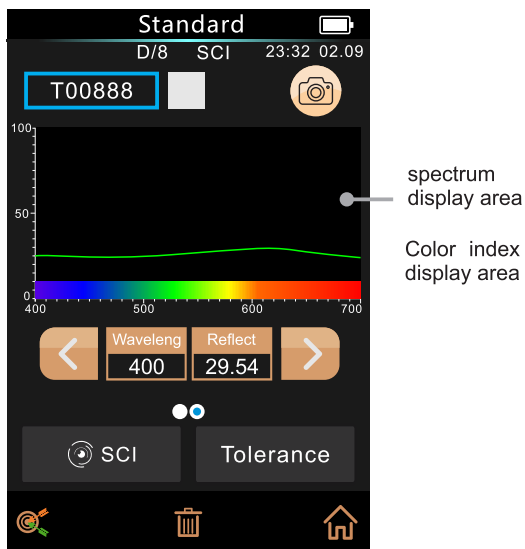 Standard
D/8 SCI 23:32 02.09
T00888
100
50
0
400 500 600 700
spectrum
display area
Color index
display area
Waveleng Reflect
400 29.54
SCI Tolerance